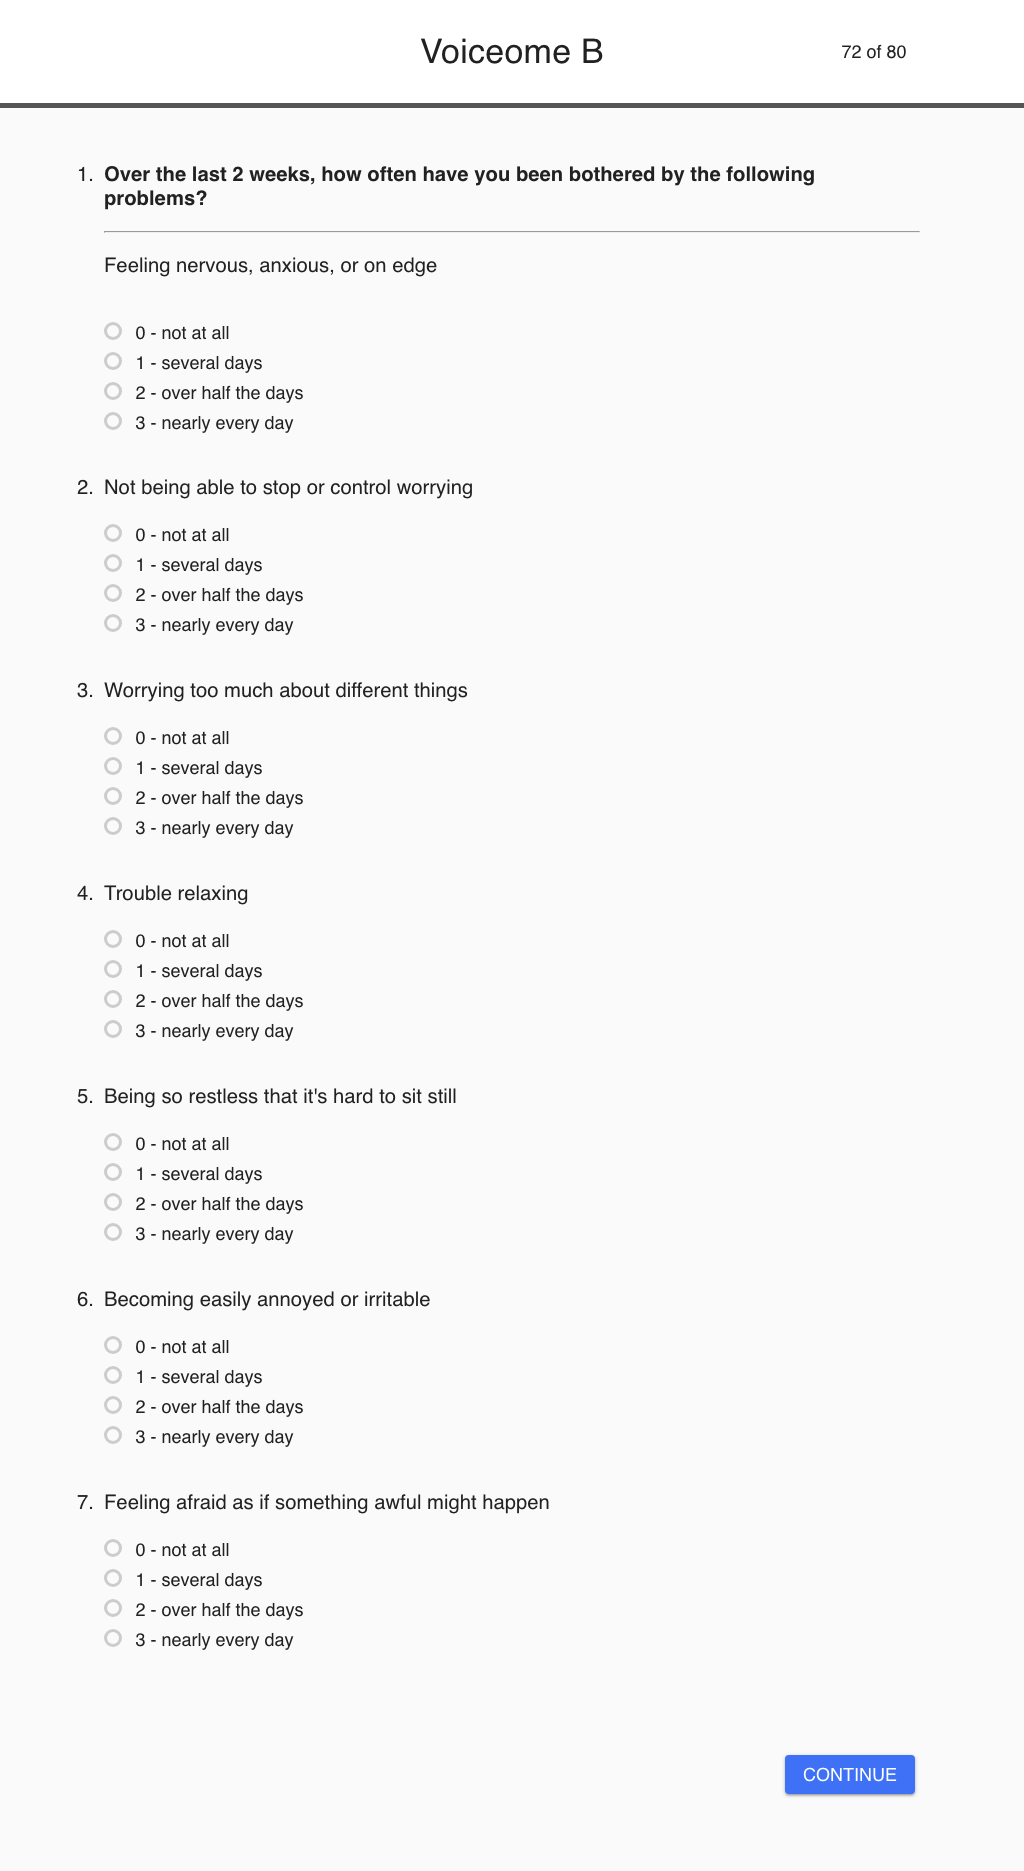 Voiceome B
72 of 80
1. Over the last 2 weeks, how often have you been bothered by the following
problems?
Feeling nervous, anxious, or on edge
0 - not at all
1 - several days
2 - over half the days
3 - nearly every day
2. Not being able to stop or control worrying
0 - not at all
1 - several days
2 - over half the days
3 - nearly every day
3. Worrying too much about different things
0 - not at all
1 - several days
2 - over half the days
3 - nearly every day
4. Trouble relaxing
0 - not at all
1 - several days
2 - over half the days
3 - nearly every day
5. Being so restless that it's hard to sit still
0 - not at all
1 - several days
2 - over half the days
3 - nearly every day
6. Becoming easily annoyed or irritable
0 - not at all
1 - several days
2 - over half the days
3 - nearly every day
7. Feeling afraid as if something awful might happen
0 - not at all
1 - several days
2 - over half the days
3 - nearly every day
CONTINUE